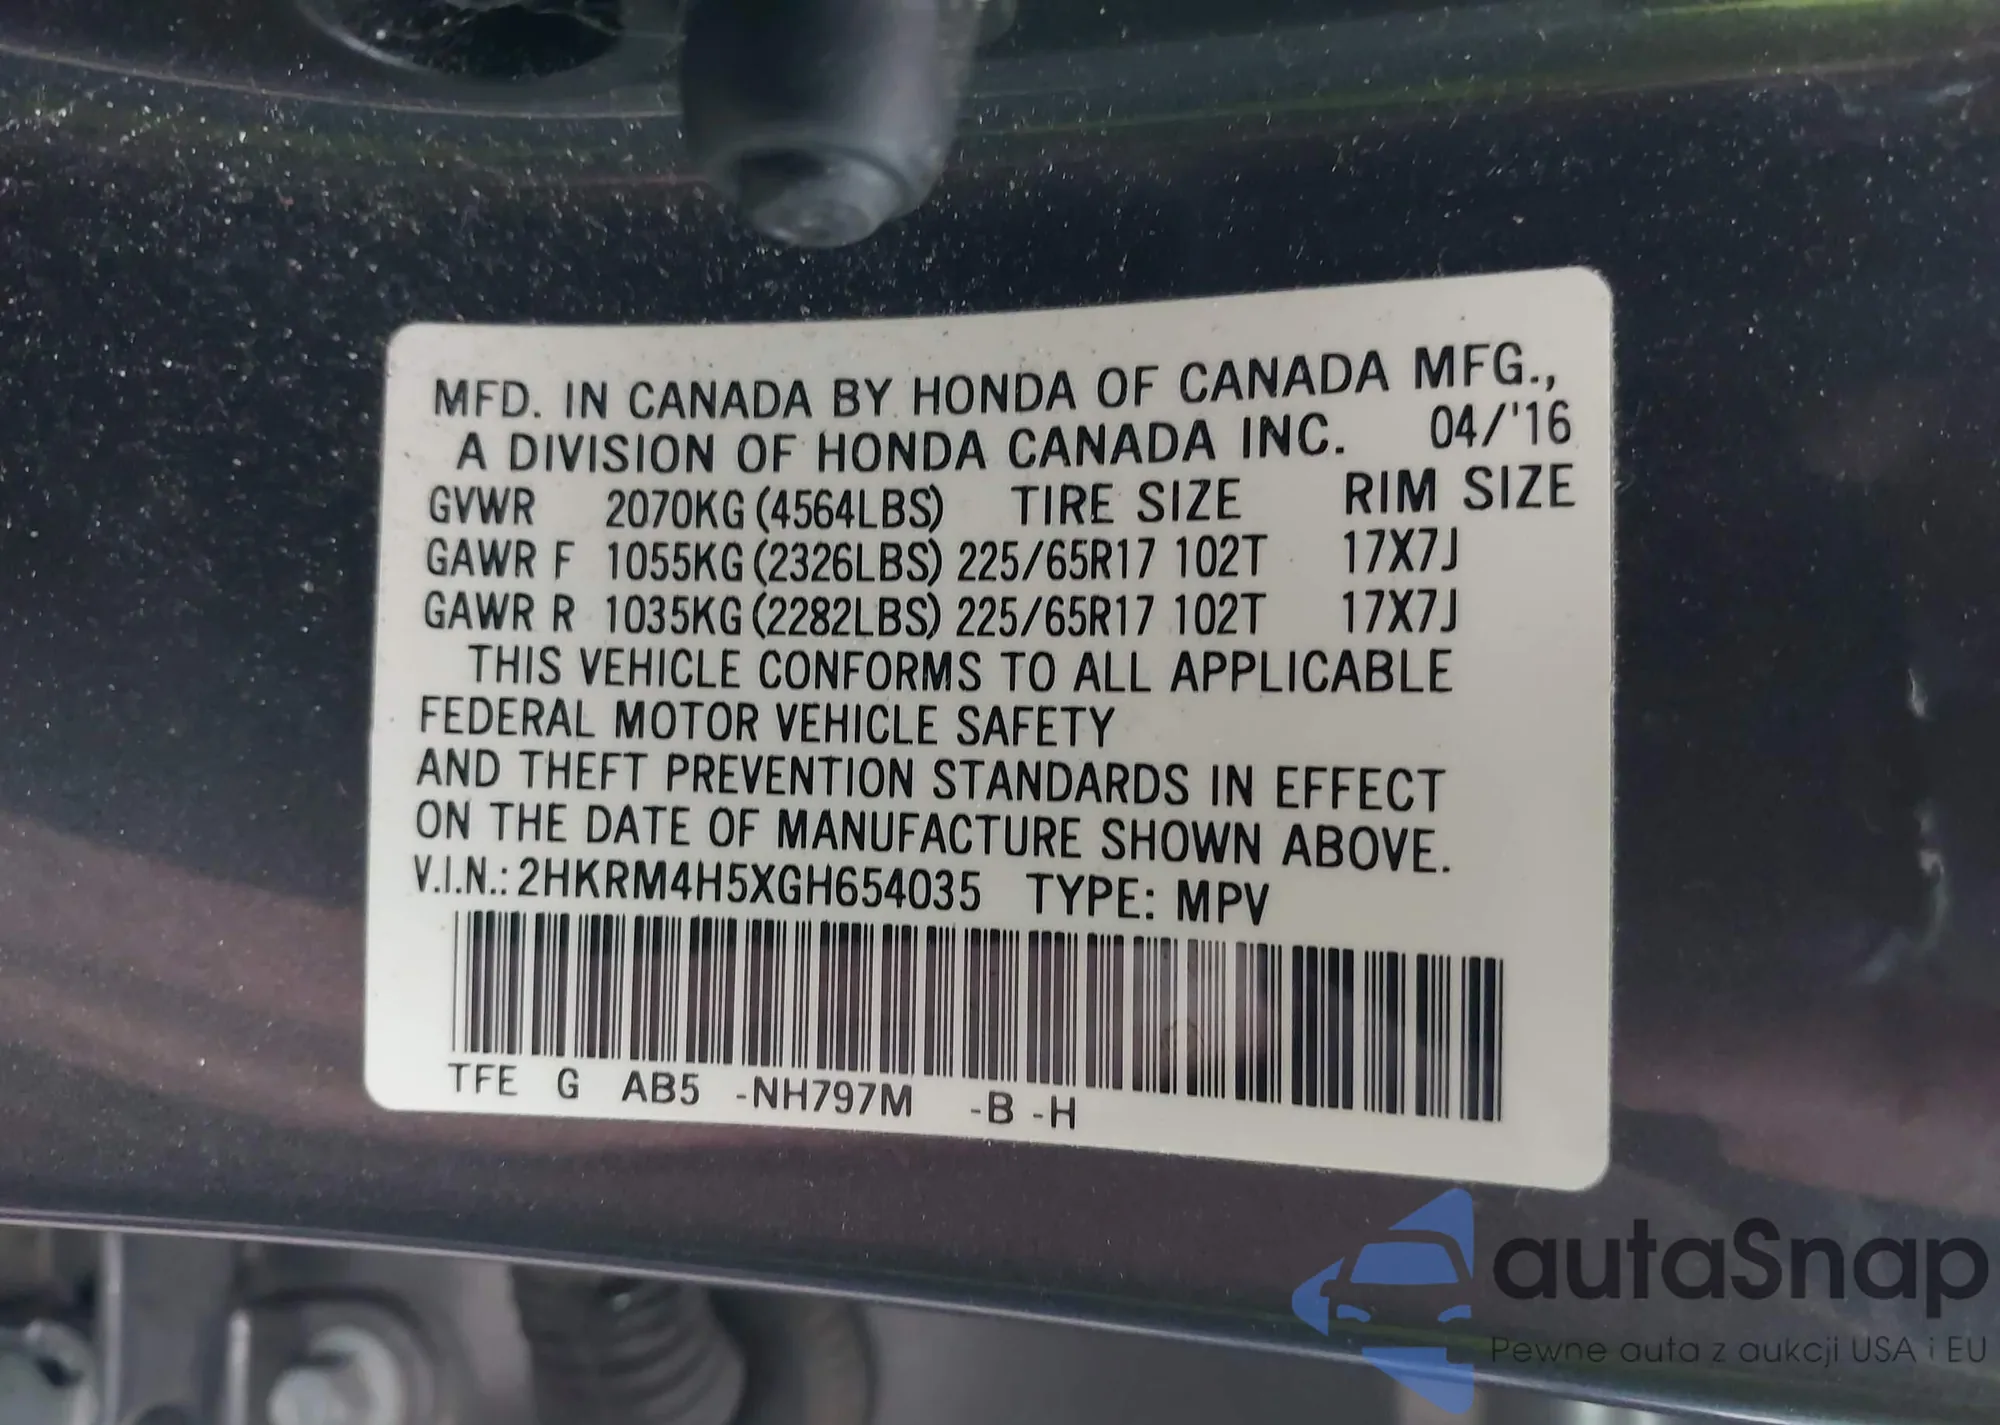 MFD. IN CANADA BY HONDA OF CANADA MFG.,
A DIVISION OF HONDA CANADA INC. 04/'16
GVWR 2070KG (4564LBS) TIRE SIZE RIM SIZE
GAWR F 1055KG (2326LBS) 225/65R17 102T 17X7J
GAWR R 1035KG (2282LBS) 225/65R17 102T 17X7J
THIS VEHICLE CONFORMS TO ALL APPLICABLE
FEDERAL MOTOR VEHICLE SAFETY
AND THEFT PREVENTION STANDARDS IN EFFECT
ON THE DATE OF MANUFACTURE SHOWN ABOVE.
V.I.N.: 2HKRM4H5XGH654035 TYPE: MPV
TFE G AB5 -NH797M -B -H
autaSnap
Pewne auta z aukcji USA i EU